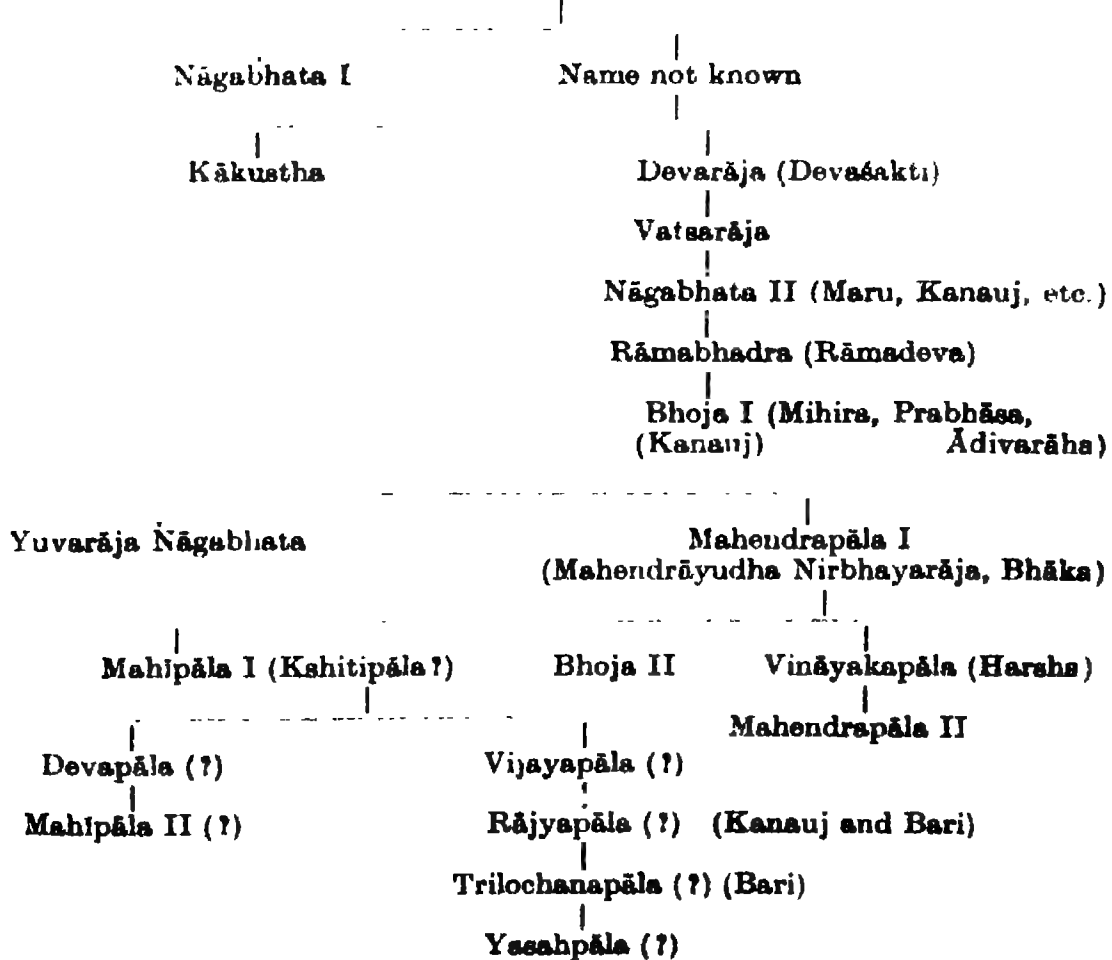 Nāgabhata I Name not known
Kākustha Devarāja (Devaśakti)
Vatsarāja
Nāgabhata II (Maru, Kanauj, etc.)
Rāmabhadra (Rāmadeva)
Bhoja I (Mihira, Prabhāsa,
(Kanauj) Ādivarāha)
Yuvarāja Nāgabhata Mahendrapāla I
(Mahendrāyudha Nirbhayarāja, Bhāka)
Mahīpāla I (Kshitipāla?) Bhoja II Vināyakapāla (Harsha)
Mahendrapāla II
Devapāla (?) Vijayapāla (?)
Mahīpāla II (?) Rājyapāla (?) (Kanauj and Bari)
Trilochanapāla (?) (Bari)
Yasahpāla (?)